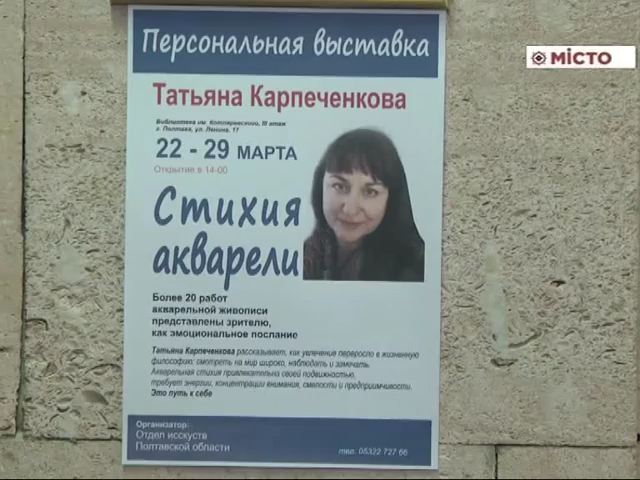 Персональная выставка
МІСТО
Татьяна Карпеченкова
Библиотека им. Котляревского, III этаж
г. Полтава, ул. Ленина, 17
22 - 29 МАРТА
Открытие в 14-00
Стихия
акварели
Более 20 работ
акварельной живописи
представлены зрителю,
как эмоциональное послание
Татьяна Карпеченкова рассказывает, как увлечение переросло в жизненную
философию: смотреть на мир широко, наблюдать и замечать.
Акварельная стихия привлекательна своей подвижностью,
требует энергии, концентрации внимания, смелости и предприимчивости.
Это путь к себе
Организатор:
Отдел исскуств
Полтавской области
тел. 05322 727 66